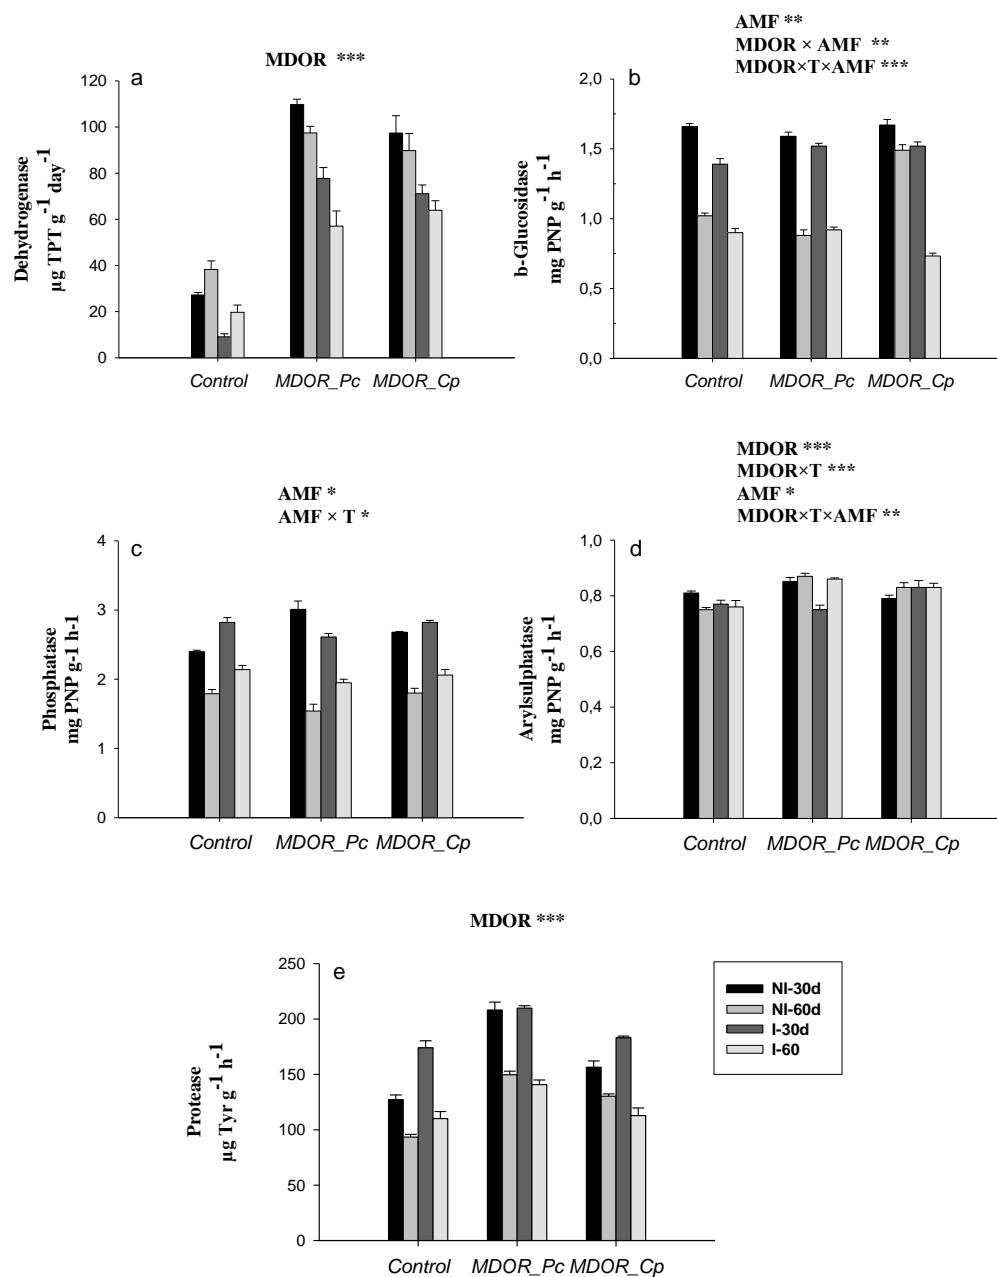 MDOR ***
a
120
100
80
60
40
20
0
Dehydrogenase
µg TPT g-1 day-1
Control MDOR_Pc MDOR_Cp
AMF **
MDOR × AMF **
MDOR×T×AMF ***
b
2,0
1,5
1,0
0,5
0,0
b-Glucosidase
mg PNP g-1 h-1
Control MDOR_Pc MDOR_Cp
AMF *
AMF × T *
c
4
3
2
1
0
Phosphatase
mg PNP g-1 h-1
Control MDOR_Pc MDOR_Cp
MDOR ***
MDOR×T ***
AMF *
MDOR×T×AMF **
d
1,0
0,8
0,6
0,4
0,2
0,0
Arylsulphatase
mg PNP g-1 h-1
Control MDOR_Pc MDOR_Cp
MDOR ***
e
250
200
150
100
50
0
Protease
µg Tyr g-1 h-1
Control MDOR_Pc MDOR_Cp
NI-30d
NI-60d
I-30d
I-60